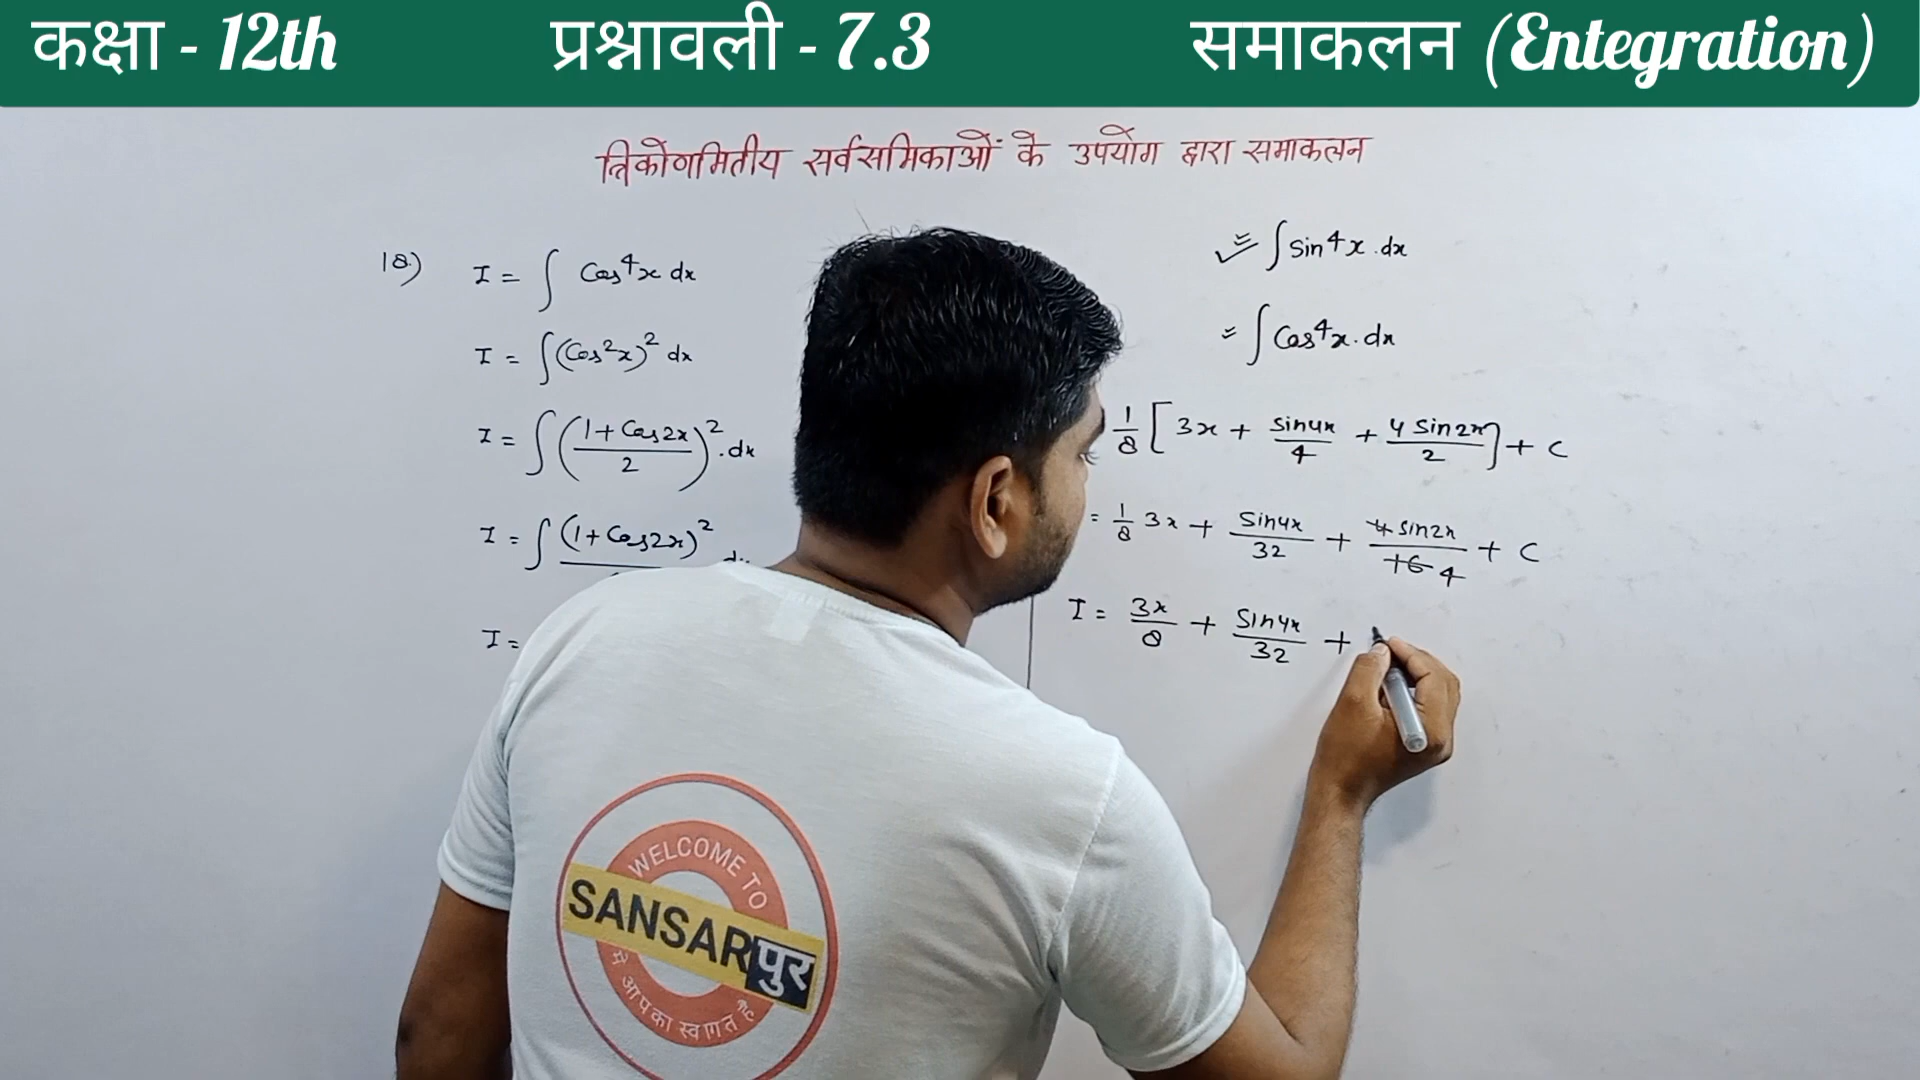 कक्षा - 12th प्रश्नावली - 7.3 समाकलन (Entegration)
त्रिकोणमितीय सर्वसमिकाओं के उपयोग द्वारा समाकलन
18.) I = ∫ Cos⁴x dx
I = ∫(Cos²x)² dx
I = ∫((1+Cos2x)/2)².dx
I = ∫(1+Cos2x)²
I =
= ∫Sin⁴x.dx
= ∫Cos⁴x.dx
1/8 [3x + sin4x/4 + 4 Sin2x/2] + C
= 1/8 3x + Sin4x/32 + 4 sin2x/16 4 + C
I = 3x/8 + Sin4x/32 +
WELCOME TO
SANSARपुर
में आपका स्वागत है